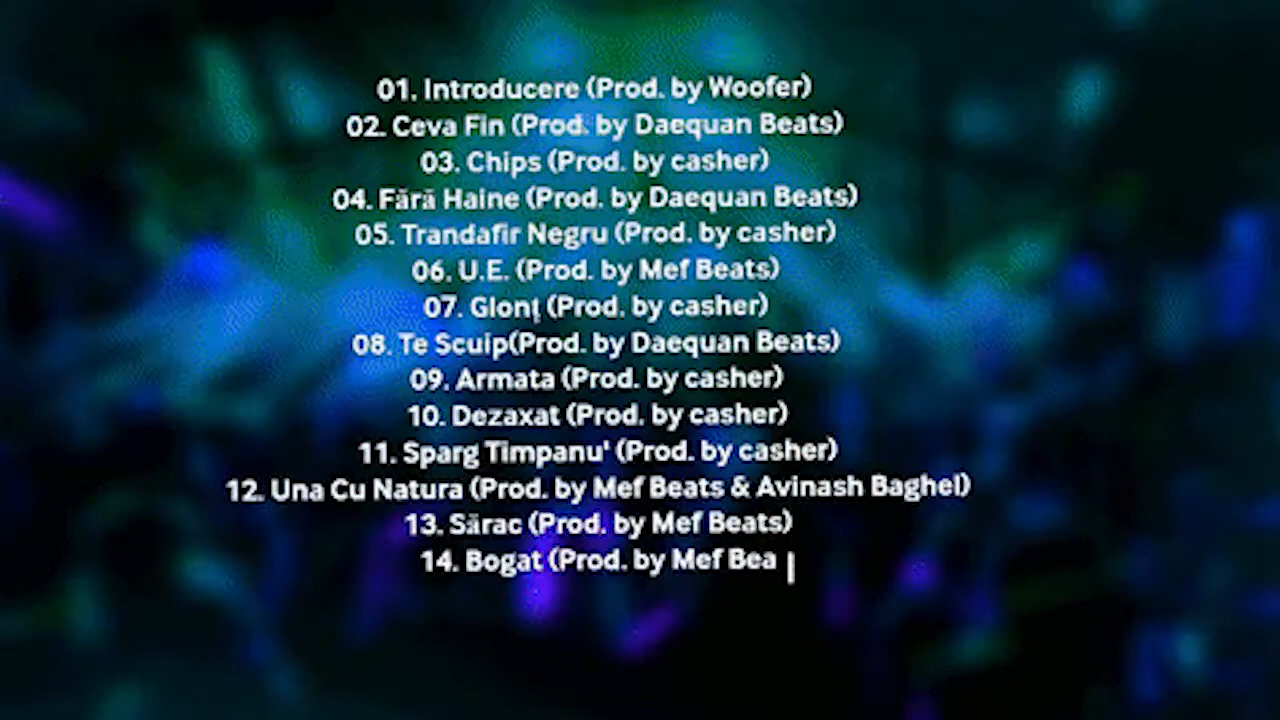 01. Introducere (Prod. by Woofer)
02. Ceva Fin (Prod. by Daequan Beats)
03. Chips (Prod. by casher)
04. Fără Haine (Prod. by Daequan Beats)
05. Trandafir Negru (Prod. by casher)
06. U.E. (Prod. by Mef Beats)
07. Glonț (Prod. by casher)
08. Te Scuip(Prod. by Daequan Beats)
09. Armata (Prod. by casher)
10. Dezaxat (Prod. by casher)
11. Sparg Timpanu' (Prod. by casher)
12. Una Cu Natura (Prod. by Mef Beats & Avinash Baghel)
13. Sărac (Prod. by Mef Beats)
14. Bogat (Prod. by Mef Bea